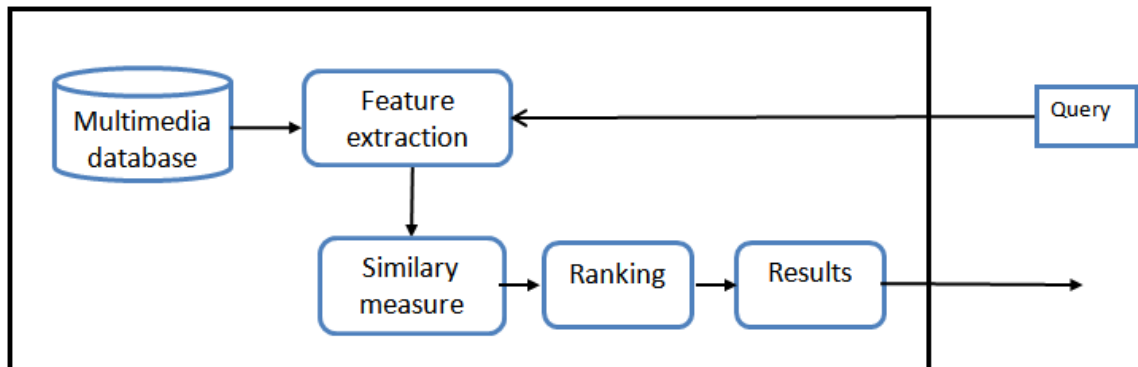 Multimedia
database
Feature
extraction
Query
Similary
measure
Ranking
Results